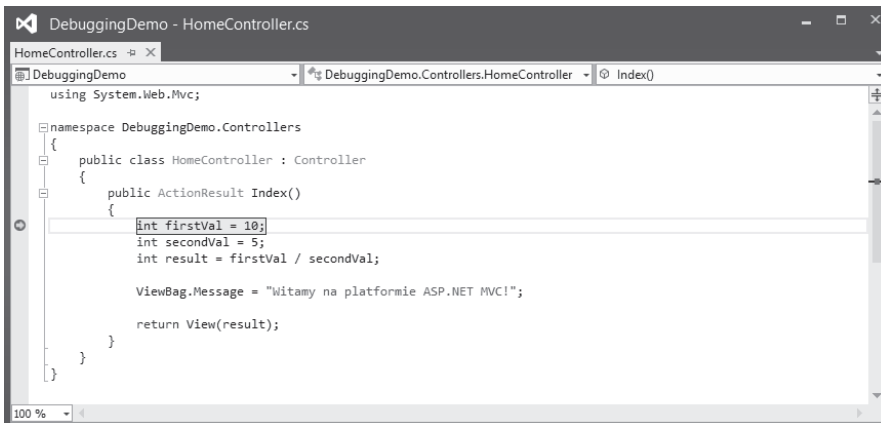 DebuggingDemo - HomeController.cs
HomeController.cs
DebuggingDemo DebuggingDemo.Controllers.HomeController Index()
using System.Web.Mvc;
namespace DebuggingDemo.Controllers
{
public class HomeController : Controller
{
public ActionResult Index()
{
int firstVal = 10;
int secondVal = 5;
int result = firstVal / secondVal;
ViewBag.Message = "Witamy na platformie ASP.NET MVC!";
return View(result);
}
}
}
100 %